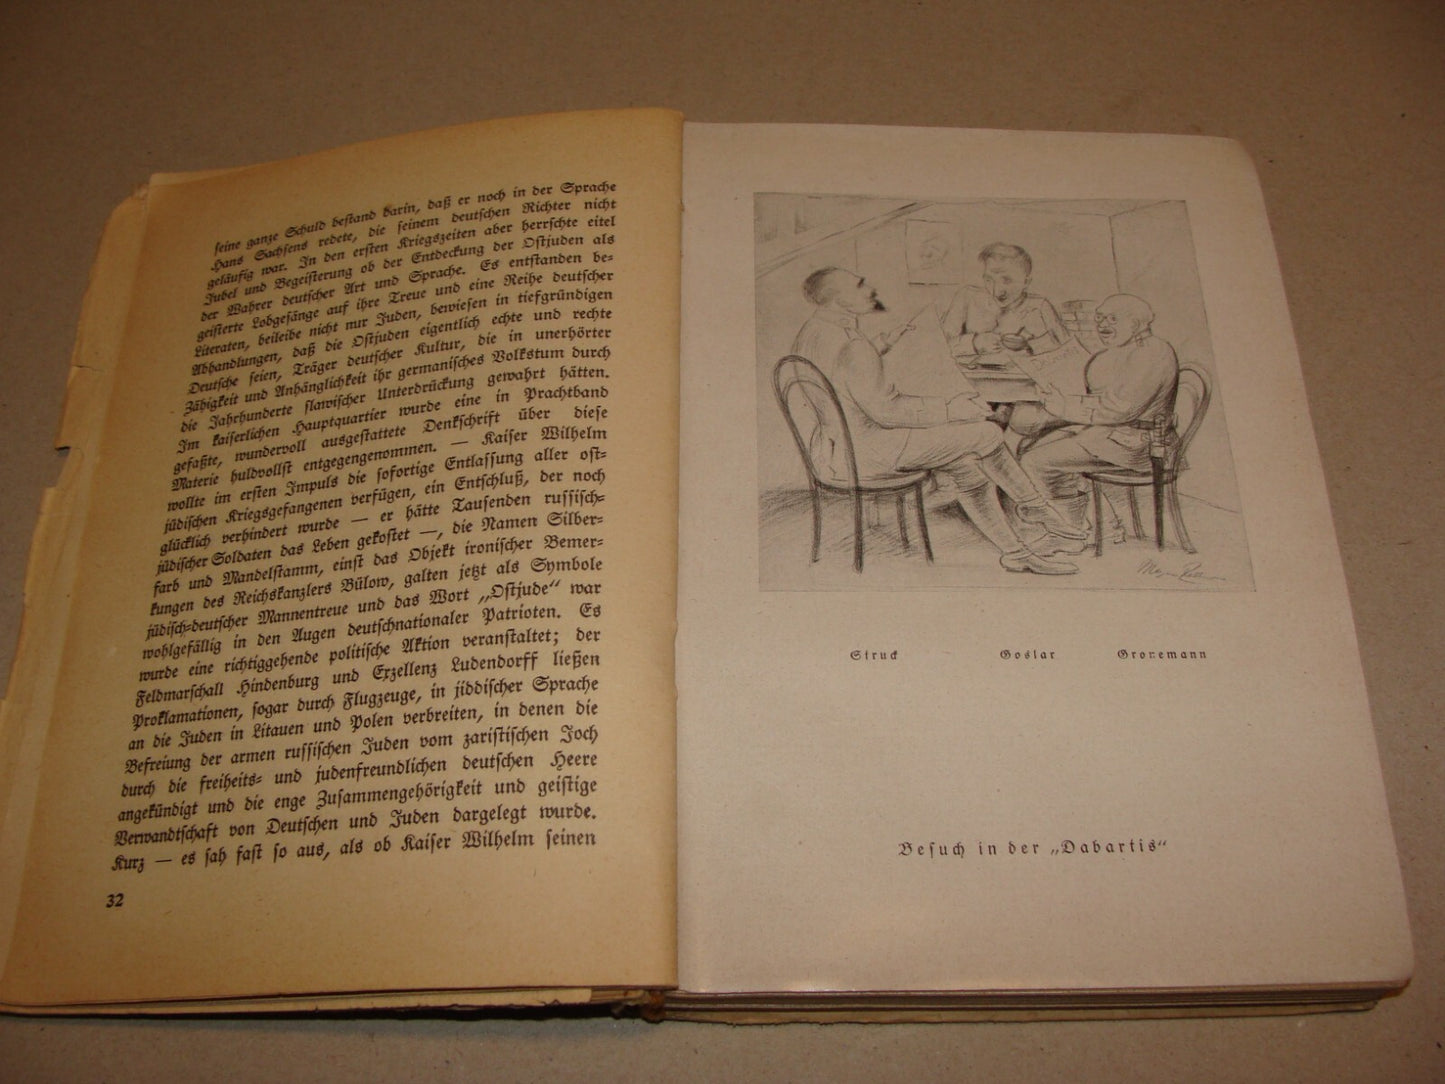 seine ganze Schuld bestand darin, daß er noch in der Sprache
Hans Sachsens redete, die seinem deutschen Richter nicht
geläufig war. In den ersten Kriegszeiten aber herrschte eitel
Jubel und Begeisterung ob der Entdeckung der Ostjuden als
der Wahrer deutscher Art und Sprache. Es entstanden be-
geisterte Lobgesänge auf ihre Treue und eine Reihe deutscher
Literaten, beileibe nicht nur Juden, bewiesen in tiefgründigen
Abhandlungen, daß die Ostjuden eigentlich echte und rechte
Deutsche seien, Träger deutscher Kultur, die in unerhörter
Zähigkeit und Anhänglichkeit ihr germanisches Volkstum durch
die Jahrhunderte slawischer Unterdrückung gewahrt hätten.
Im kaiserlichen Hauptquartier wurde eine in Prachtband
gefaßte, wundervoll ausgestattete Denkschrift über diese
Materie huldvollst entgegengenommen. — Kaiser Wilhelm
wollte im ersten Impuls die sofortige Entlassung aller ost-
jüdischen Kriegsgefangenen verfügen, ein Entschluß, der noch
glücklich verhindert wurde — er hätte Tausenden russisch-
jüdischer Soldaten das Leben gekostet —, die Namen Silber-
farb und Mandelstamm, einst das Objekt ironischer Bemer-
kungen des Reichskanzlers Bülow, galten jetzt als Symbole
jüdisch-deutscher Mannentreue und das Wort „Ostjude“ war
wohlgefällig in den Augen deutschnationaler Patrioten. Es
wurde eine richtiggehende politische Aktion veranstaltet; der
Feldmarschall Hindenburg und Exzellenz Ludendorff ließen
Proklamationen, sogar durch Flugzeuge, in jiddischer Sprache
an die Juden in Litauen und Polen verbreiten, in denen die
Befreiung der armen russischen Juden vom zaristischen Joch
durch die freiheits- und judenfreundlichen deutschen Heere
angekündigt und die enge Zusammengehörigkeit und geistige
Verwandtschaft von Deutschen und Juden dargelegt wurde.
Kurz — es sah fast so aus, als ob Kaiser Wilhelm seinen
32
Struck Goslar Gronemann
Besuch in der „Dabartis“